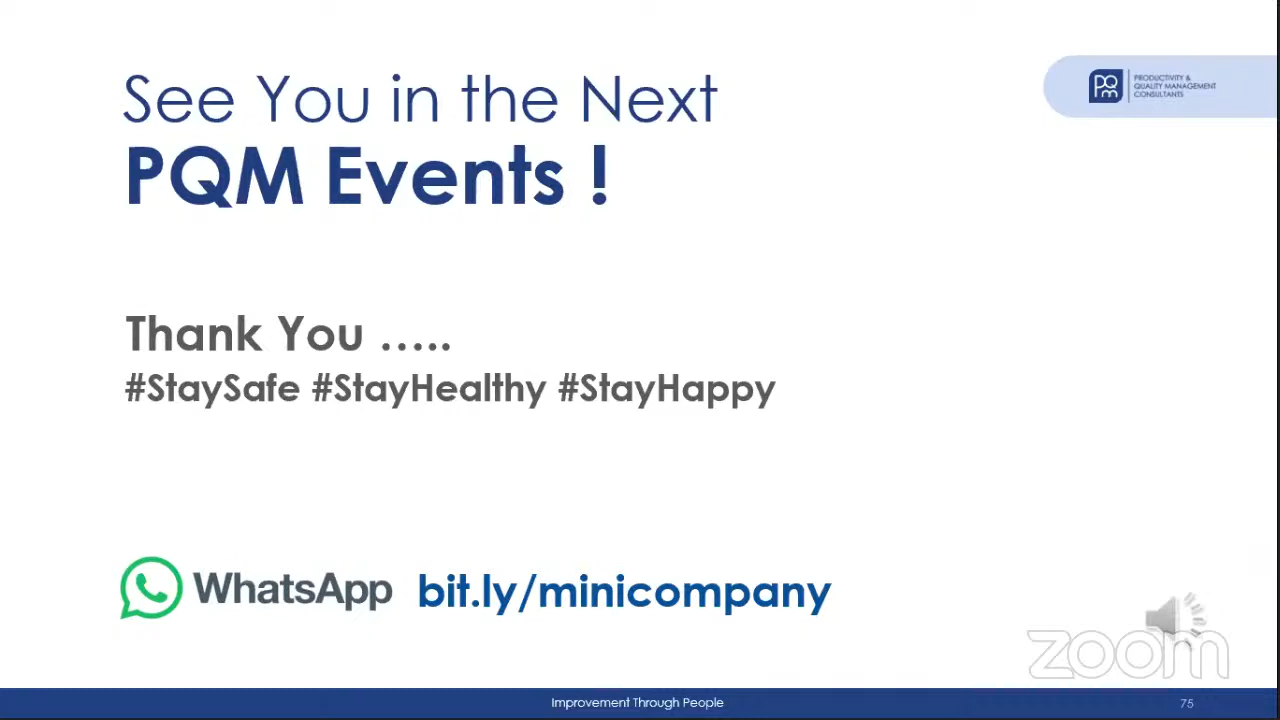 See You in the Next
PQM Events !
pqm
PRODUCTIVITY &
QUALITY MANAGEMENT
CONSULTANTS
Thank You .....
#StaySafe #StayHealthy #StayHappy
WhatsApp bit.ly/minicompany
zoom
Improvement Through People
75